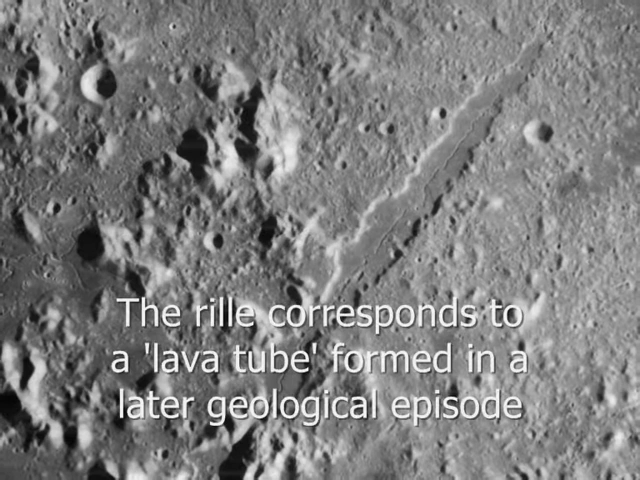 The rille corresponds to
a 'lava tube' formed in a
later geological episode